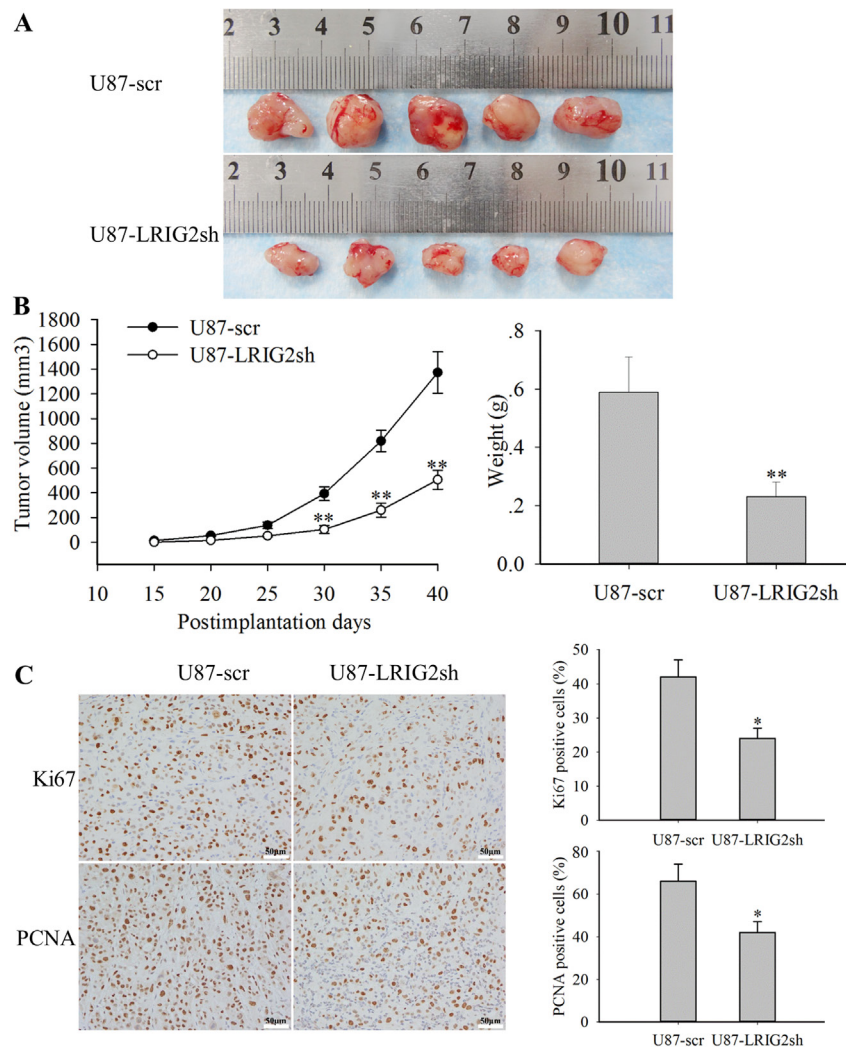 A
2 3 4 5 6 7 8 9 10 11
U87-scr
2 3 4 5 6 7 8 9 10 11
U87-LRIG2sh
B
U87-scr
U87-LRIG2sh
Tumor volume (mm3)
1800
1600
1400
1200
1000
800
600
400
200
0
** ** **
10 15 20 25 30 35 40
Postimplantation days
Weight (g)
.8
.6
.4
.2
0.0
**
U87-scr U87-LRIG2sh
C
U87-scr U87-LRIG2sh
Ki67
50μm 50μm
PCNA
50μm 50μm
Ki67 positive cells (%)
50
40
30
20
10
0
*
U87-scr U87-LRIG2sh
PCNA positive cells (%)
80
60
40
20
0
*
U87-scr U87-LRIG2sh